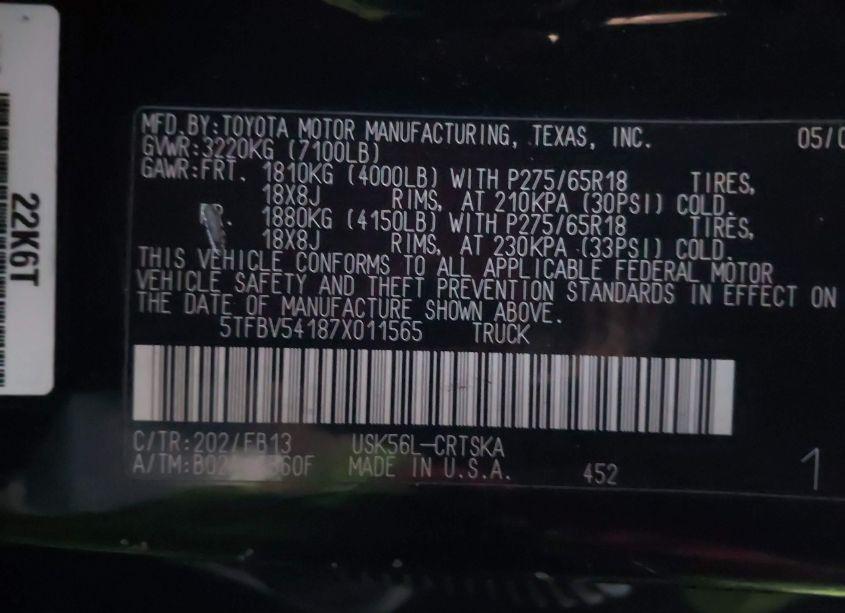 MFD.BY:TOYOTA MOTOR MANUFACTURING, TEXAS, INC. 05/0
GVWR:3220KG (7100LB)
GAWR:FRT. 1810KG (4000LB) WITH P275/65R18 TIRES,
18X8J RIMS, AT 210KPA (30PSI) COLD.
1880KG (4150LB) WITH P275/65R18 TIRES,
18X8J RIMS, AT 230KPA (33PSI) COLD.
THIS VEHICLE CONFORMS TO ALL APPLICABLE FEDERAL MOTOR
VEHICLE SAFETY AND THEFT PREVENTION STANDARDS IN EFFECT ON
THE DATE OF MANUFACTURE SHOWN ABOVE.
5TFBV54187X011565 TRUCK
C/TR:202/FB13 USK56L-CRTSKA
A/TM: MADE IN U.S.A. 452
1
22K6T